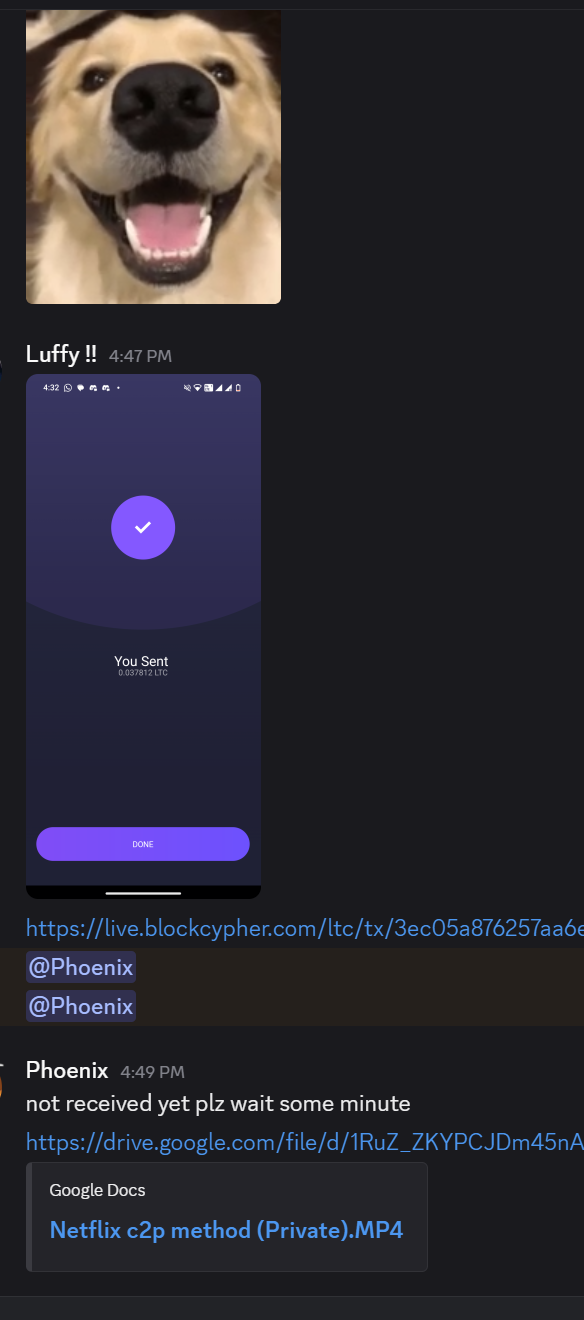 Luffy !! 4:47 PM
4:32
You Sent
0.037812 LTC
DONE
https://live.blockcypher.com/ltc/tx/3ec05a876257aa6e
@Phoenix
@Phoenix
Phoenix 4:49 PM
not received yet plz wait some minute
https://drive.google.com/file/d/1RuZ_ZKYPCJDm45nA
Google Docs
Netflix c2p method (Private).MP4